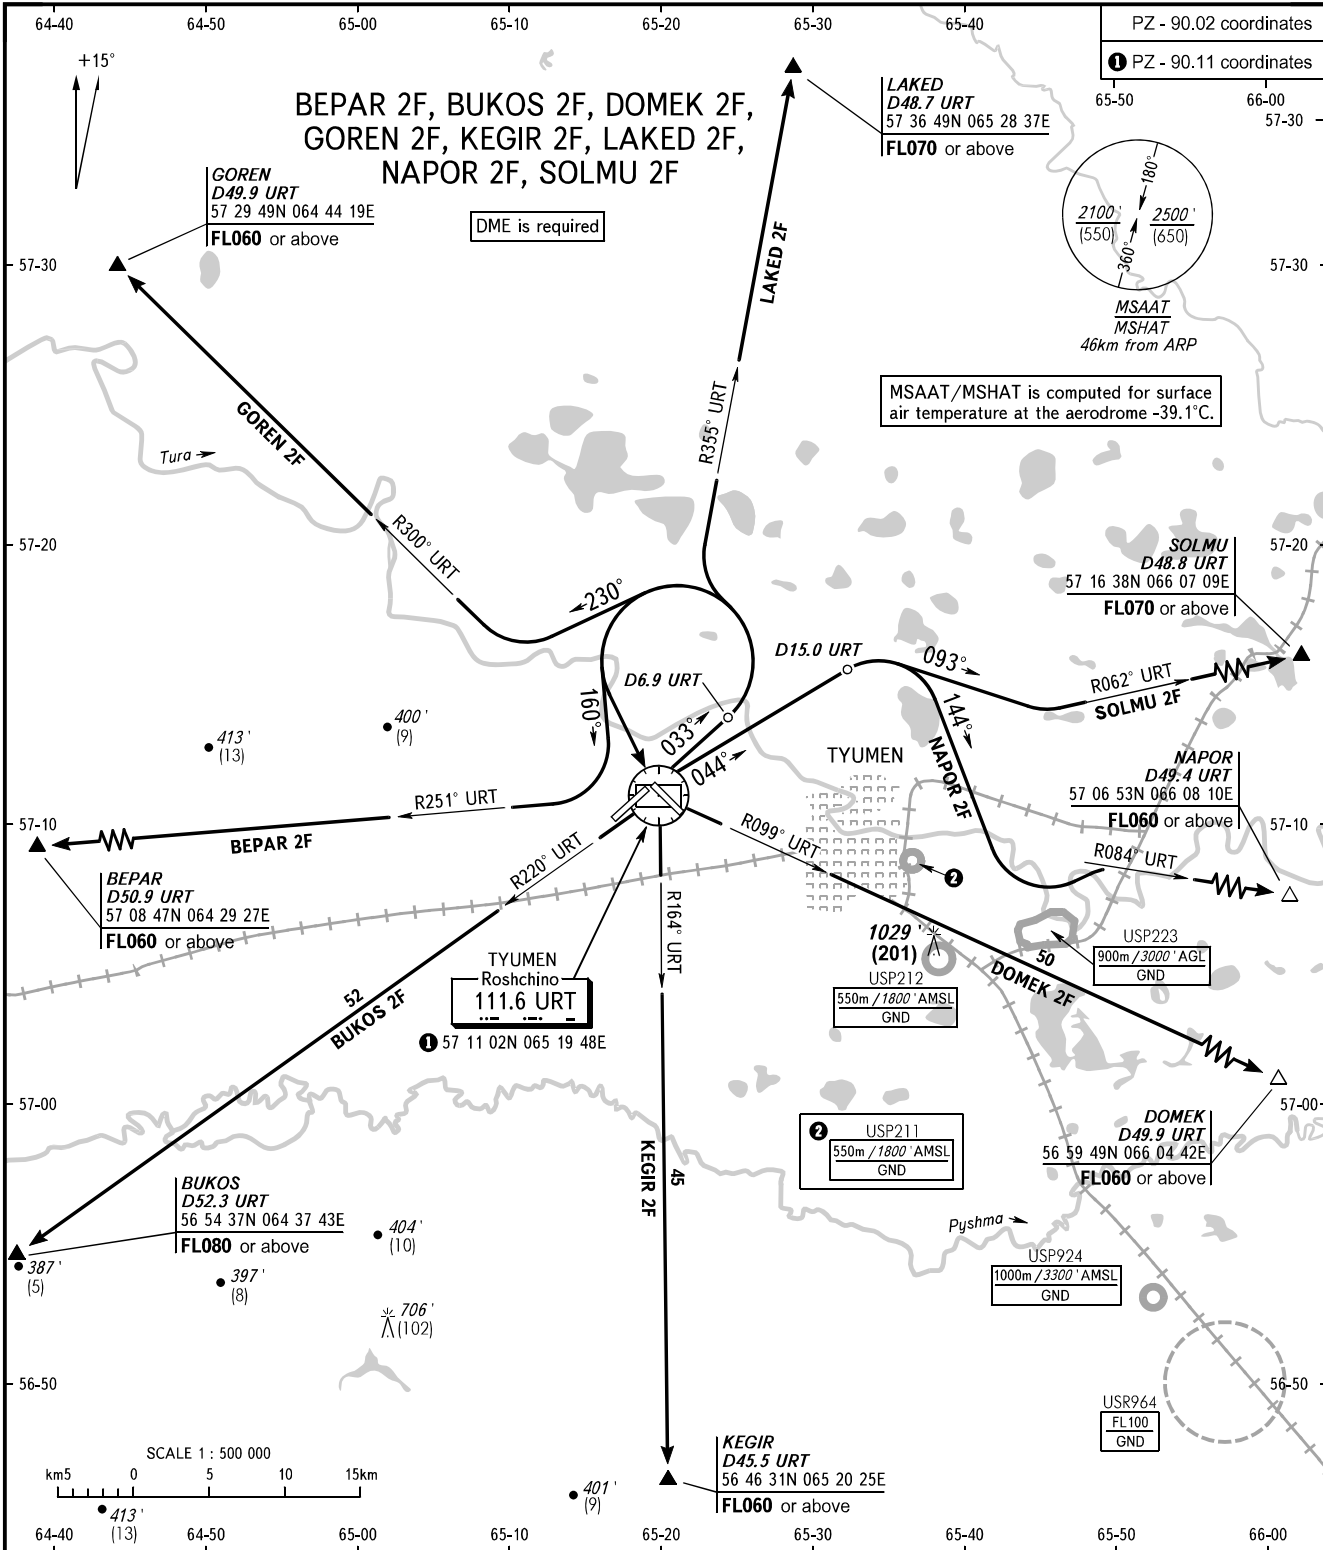 64-40 64-50 65-00 65-10 65-20 65-30 65-40
PZ - 90.02 coordinates
❶ PZ - 90.11 coordinates
65-50 66-00
57-30
+15°
BEPAR 2F, BUKOS 2F, DOMEK 2F,
GOREN 2F, KEGIR 2F, LAKED 2F,
NAPOR 2F, SOLMU 2F
DME is required
LAKED
D48.7 URT
57 36 49N 065 28 37E
FL070 or above
GOREN
D49.9 URT
57 29 49N 064 44 19E
FL060 or above
180°
2100' 2500'
(550) (650)
360°
MSAAT
MSHAT
46km from ARP
57-30 57-30
MSAAT/MSHAT is computed for surface
air temperature at the aerodrome -39.1°C.
LAKED 2F
R355° URT
GOREN 2F
Tura
R300° URT
57-20 57-20
SOLMU
D48.8 URT
57 16 38N 066 07 09E
FL070 or above
230°
D15.0 URT
093°
D6.9 URT
R062° URT
SOLMU 2F
160°
033°
044°
144°
NAPOR 2F
400'
(9)
413'
(13)
TYUMEN
NAPOR
D49.4 URT
57 06 53N 066 08 10E
FL060 or above
R251° URT
BEPAR 2F
57-10 57-10
R220° URT
R099° URT
R084° URT
❷
BEPAR
D50.9 URT
57 08 47N 064 29 27E
FL060 or above
R164° URT
1029'
(201)
USP212
550m / 1800' AMSL
GND
50
DOMEK 2F
USP223
900m / 3000' AGL
GND
TYUMEN
Roshchino
111.6 URT
❶ 57 11 02N 065 19 48E
52
BUKOS 2F
57-00 57-00
❷ USP211
550m / 1800' AMSL
GND
DOMEK
D49.9 URT
56 59 49N 066 04 42E
FL060 or above
45
KEGIR 2F
BUKOS
D52.3 URT
56 54 37N 064 37 43E
FL080 or above
387'
(5)
404'
(10)
397'
(8)
706'
(102)
Pyshma
USP924
1000m / 3300' AMSL
GND
56-50 56-50
USR964
FL100
GND
SCALE 1 : 500 000
km5 0 5 10 15km
KEGIR
D45.5 URT
56 46 31N 065 20 25E
FL060 or above
401'
(9)
413'
(13)
64-40 64-50 65-00 65-10 65-20 65-30 65-40 65-50 66-00